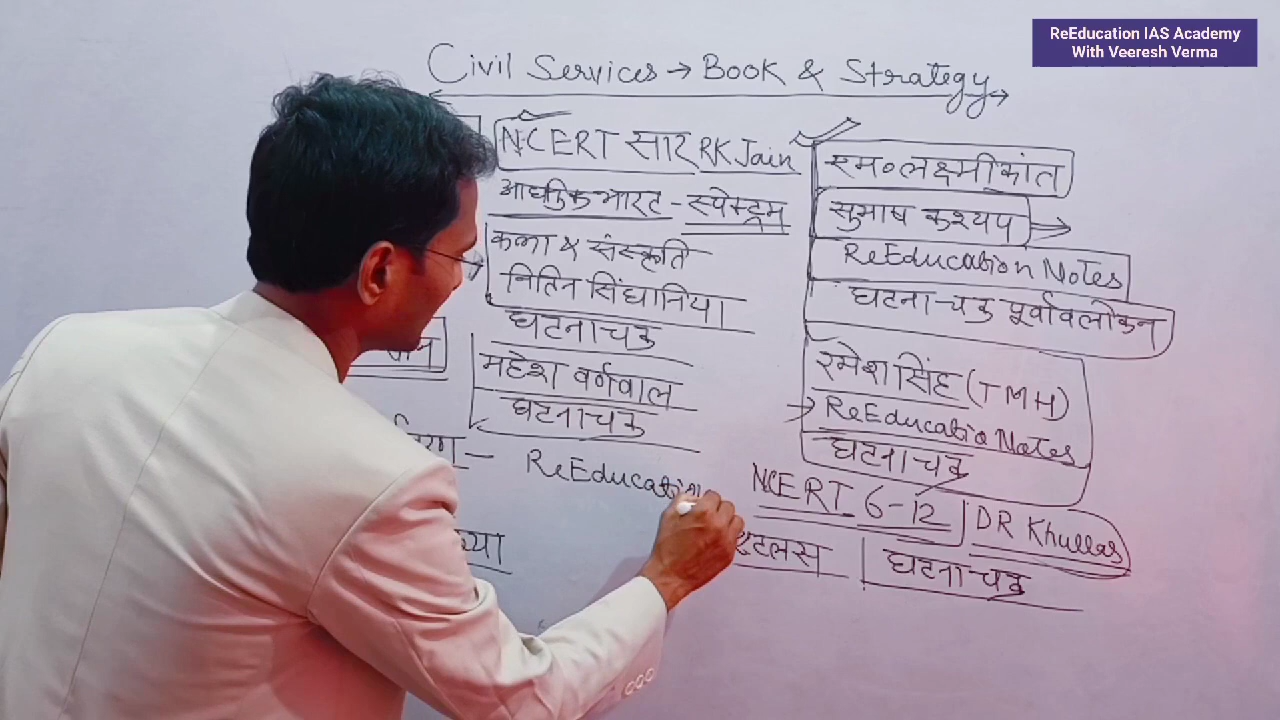 ReEducation IAS Academy
With Veeresh Verma
Civil Services → Book & Strategy
NCERT सार RK Jain
आधुनिक भारत - स्पेक्ट्रम
कला & संस्कृति
नितिन सिंघानिया
घटनाचक्र
महेश वर्णवाल
घटनाचक्र
ReEducation
एम० लक्ष्मीकांत
सुभाष कश्यप →
ReEducation Notes
घटनाचक्र पूर्वावलोकन
रमेश सिंह (TMH)
→ ReEducation Notes
घटनाचक्र
NCERT - 6-12 | DR Khullar
एटलस | घटनाचक्र